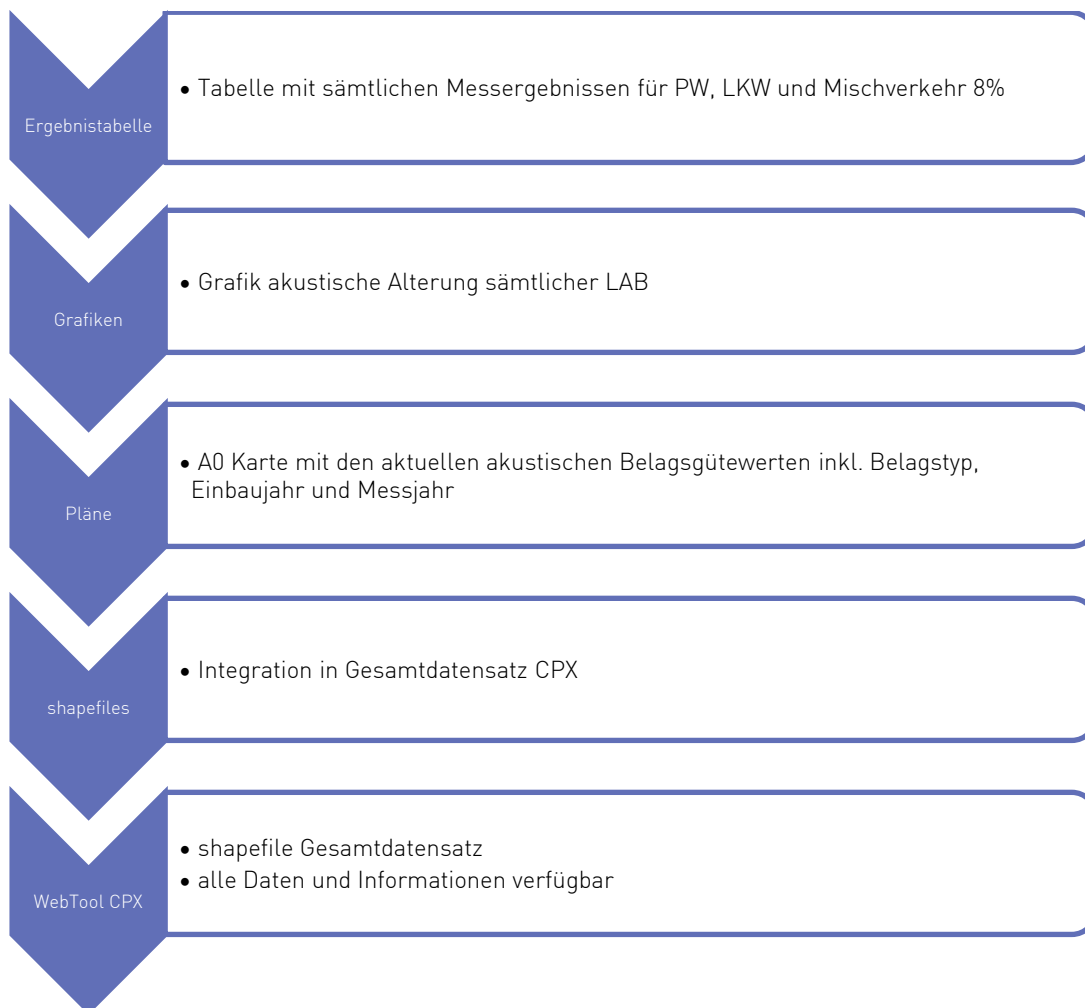 Ergebnistabelle
• Tabelle mit sämtlichen Messergebnissen für PW, LKW und Mischverkehr 8%
Grafiken
• Grafik akustische Alterung sämtlicher LAB
Pläne
• A0 Karte mit den aktuellen akustischen Belagsgütewerten inkl. Belagstyp,
Einbaujahr und Messjahr
shapefiles
• Integration in Gesamtdatensatz CPX
WebTool CPX
• shapefile Gesamtdatensatz
• alle Daten und Informationen verfügbar